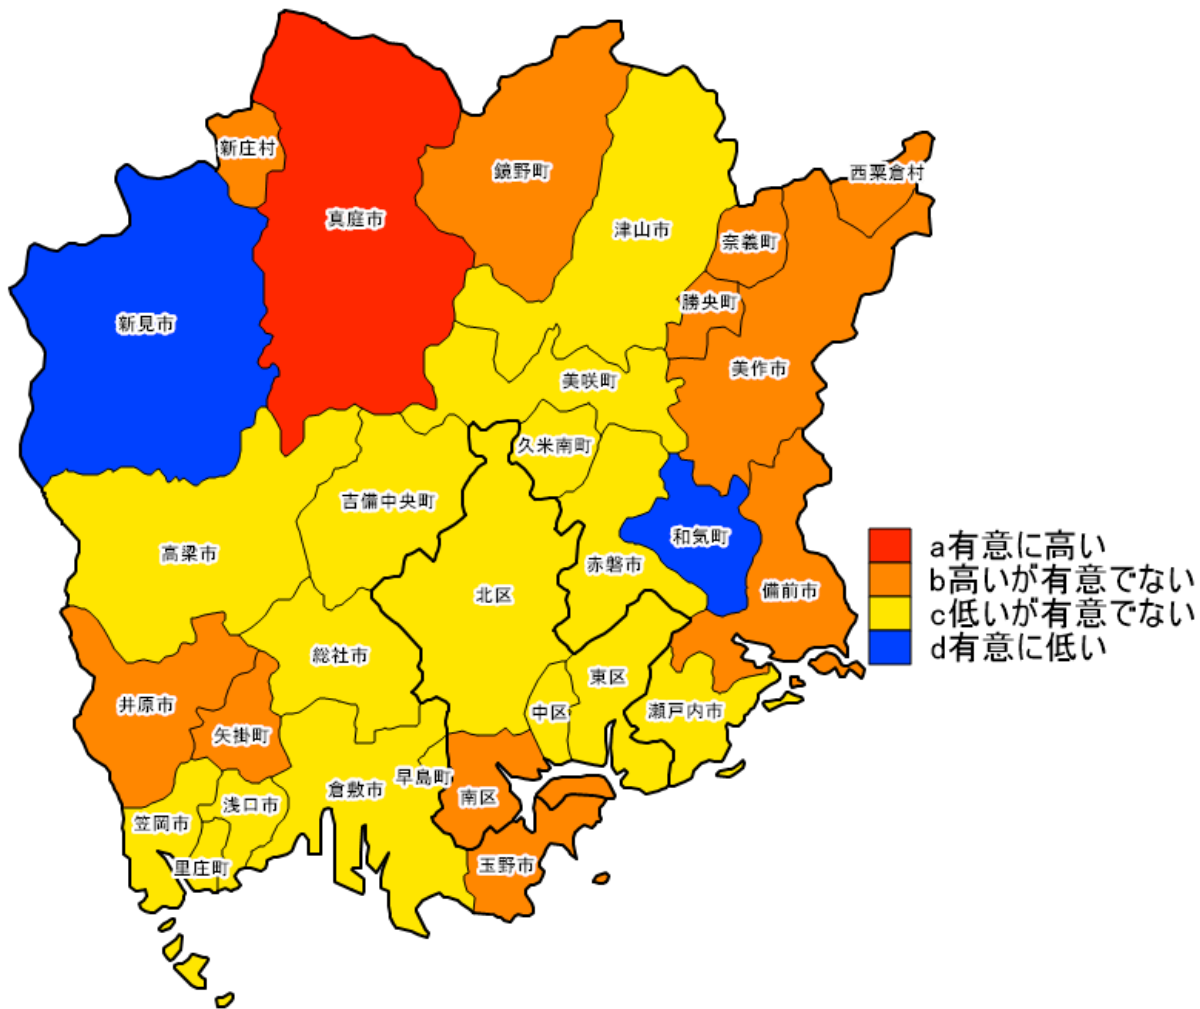 新庄村
真庭市
鏡野町
西粟倉村
津山市
奈義町
新見市
勝央町
美作市
美咲町
久米南町
吉備中央町
高梁市
和気町
赤磐市
備前市
北区
総社市
東区
井原市
矢掛町
中区
瀬戸内市
早島町
倉敷市
南区
浅口市
笠岡市
里庄町
玉野市
a有意に高い
b高いが有意でない
c低いが有意でない
d有意に低い